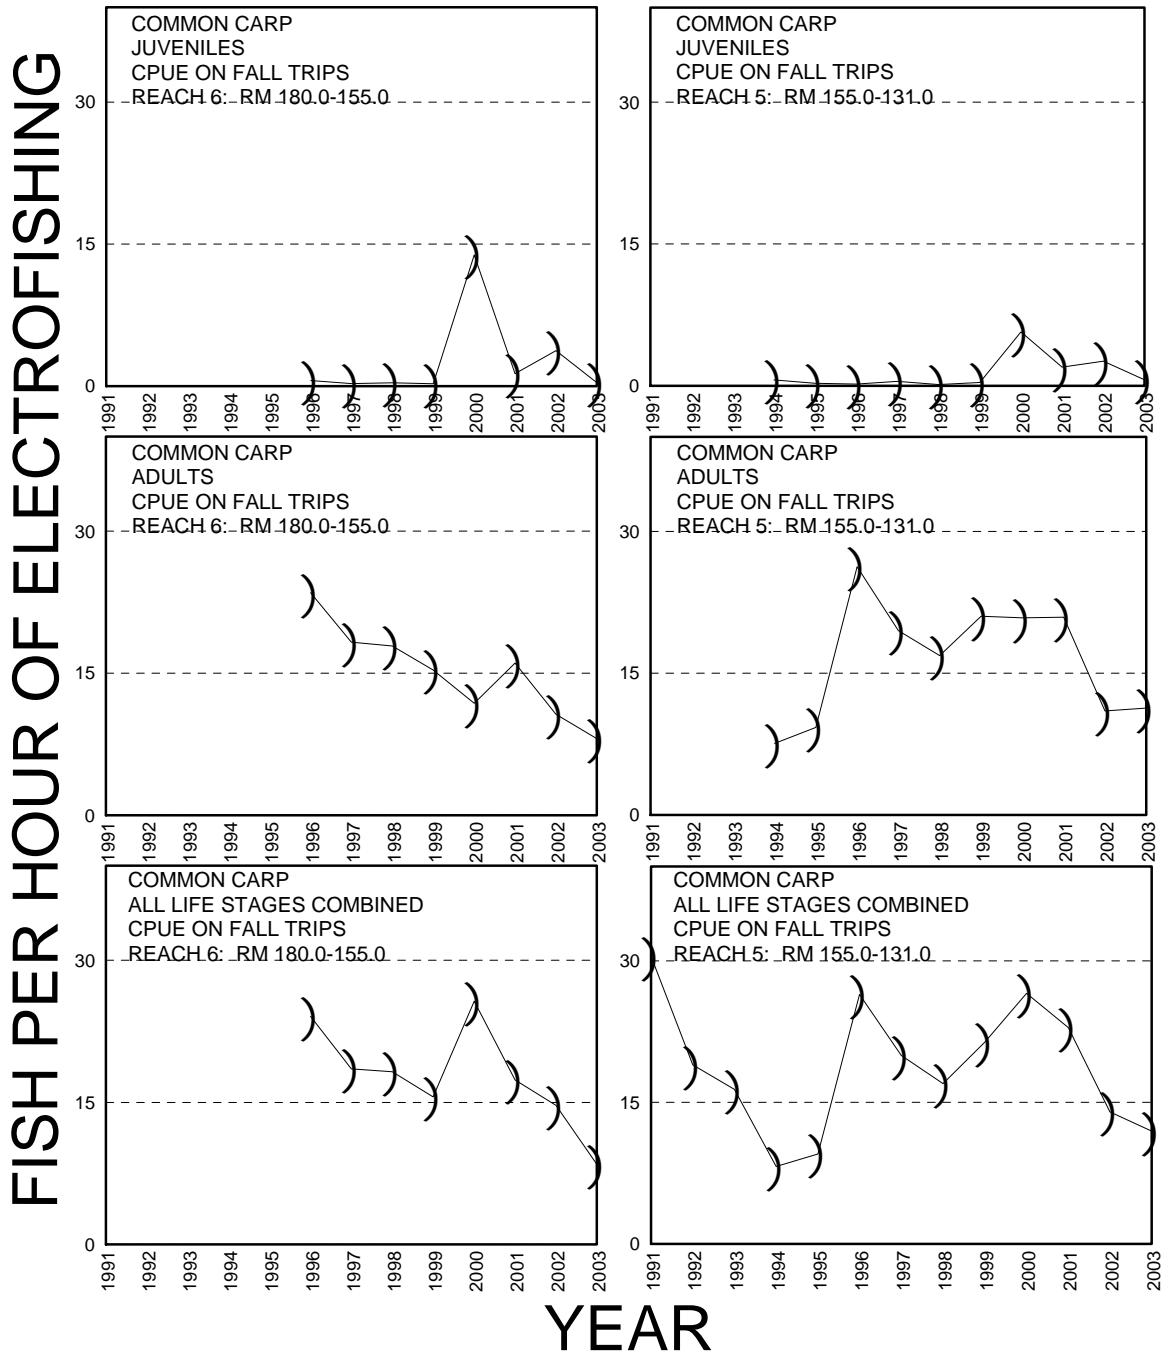 FISH PER HOUR OF ELECTROFISHING
COMMON CARP
JUVENILES
CPUE ON FALL TRIPS
REACH 6: RM 180.0-155.0
30
15
0
1991 1992 1993 1994 1995 1996 1997 1998 1999 2000 2001 2002 2003
COMMON CARP
JUVENILES
CPUE ON FALL TRIPS
REACH 5: RM 155.0-131.0
30
15
0
1991 1992 1993 1994 1995 1996 1997 1998 1999 2000 2001 2002 2003
COMMON CARP
ADULTS
CPUE ON FALL TRIPS
REACH 6: RM 180.0-155.0
30
15
0
1991 1992 1993 1994 1995 1996 1997 1998 1999 2000 2001 2002 2003
COMMON CARP
ADULTS
CPUE ON FALL TRIPS
REACH 5: RM 155.0-131.0
30
15
0
1991 1992 1993 1994 1995 1996 1997 1998 1999 2000 2001 2002 2003
COMMON CARP
ALL LIFE STAGES COMBINED
CPUE ON FALL TRIPS
REACH 6: RM 180.0-155.0
30
15
0
1991 1992 1993 1994 1995 1996 1997 1998 1999 2000 2001 2002 2003
COMMON CARP
ALL LIFE STAGES COMBINED
CPUE ON FALL TRIPS
REACH 5: RM 155.0-131.0
30
15
0
1991 1992 1993 1994 1995 1996 1997 1998 1999 2000 2001 2002 2003
YEAR